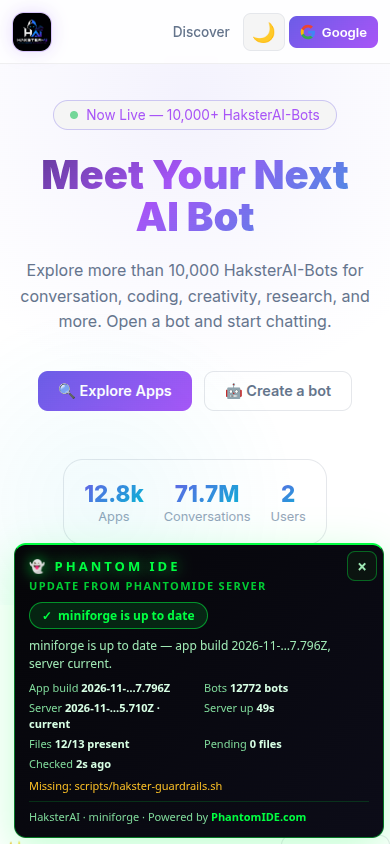 Discover
Google
Now Live — 10,000+ HaksterAI-Bots
Meet Your Next
AI Bot
Explore more than 10,000 HaksterAI-Bots for
conversation, coding, creativity, research, and
more. Open a bot and start chatting.
Explore Apps
Create a bot
12.8k
71.7M
2
Apps
Conversations
Users
PHANTOM IDE
×
UPDATE FROM PHANTOMIDE SERVER
✓ miniforge is up to date
miniforge is up to date — app build 2026-11-...7.796Z,
server current.
App build 2026-11-...7.796Z
Bots 12772 bots
Server 2026-11-...5.710Z ·
current
Server up 49s
Files 12/13 present
Pending 0 files
Checked 2s ago
Missing: scripts/hakster-guardrails.sh
HaksterAI · miniforge · Powered by PhantomIDE.com